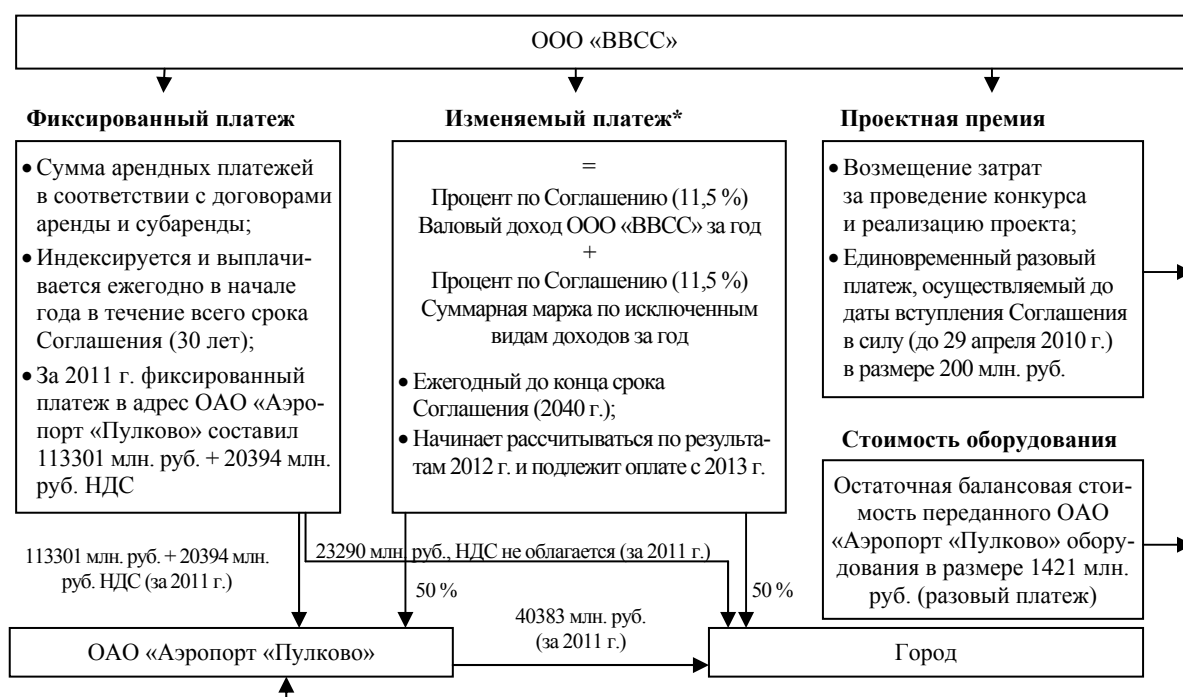 ООО «ВВСС»
Фиксированный платеж
• Сумма арендных платежей
в соответствии с договорами
аренды и субаренды;
• Индексируется и выплачи-
вается ежегодно в начале
года в течение всего срока
Соглашения (30 лет);
• За 2011 г. фиксированный
платеж в адрес ОАО «Аэро-
порт «Пулково» составил
113301 млн. руб. + 20394 млн.
руб. НДС
Изменяемый платеж*
=
Процент по Соглашению (11,5 %)
Валовый доход ООО «ВВСС» за год
+
Процент по Соглашению (11,5 %)
Суммарная маржа по исключенным
видам доходов за год
• Ежегодный до конца срока
Соглашения (2040 г.);
• Начинает рассчитываться по результа-
там 2012 г. и подлежит оплате с 2013 г.
Проектная премия
• Возмещение затрат
за проведение конкурса
и реализацию проекта;
• Единовременный разовый
платеж, осуществляемый до
даты вступления Соглашения
в силу (до 29 апреля 2010 г.)
в размере 200 млн. руб.
Стоимость оборудования
Остаточная балансовая стои-
мость переданного ОАО
«Аэропорт «Пулково» обору-
дования в размере 1421 млн.
руб. (разовый платеж)
113301 млн. руб. + 20394 млн.
руб. НДС (за 2011 г.)
23290 млн. руб., НДС не облагается (за 2011 г.)
50 %
50 %
40383 млн. руб.
(за 2011 г.)
ОАО «Аэропорт «Пулково»
Город